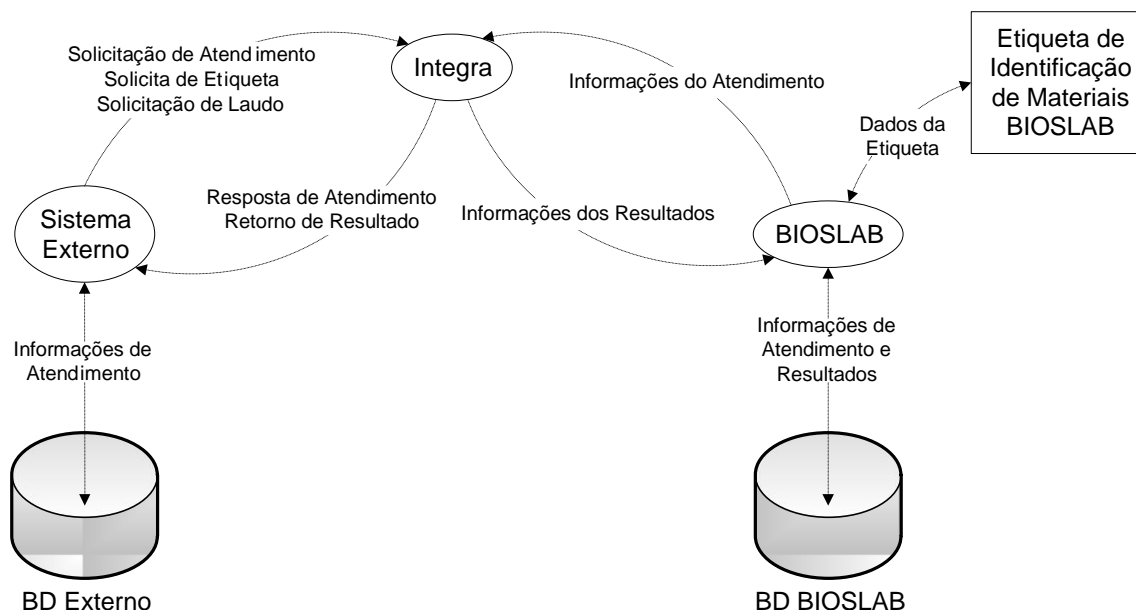 Solicitação de Atendimento
Solicita de Etiqueta
Solicitação de Laudo
Integra
Informações do Atendimento
Etiqueta de
Identificação
de Materiais
BIOSLAB
Dados da
Etiqueta
Resposta de Atendimento
Retorno de Resultado
Informações dos Resultados
Sistema
Externo
BIOSLAB
Informações de
Atendimento
Informações de
Atendimento e
Resultados
BD Externo
BD BIOSLAB